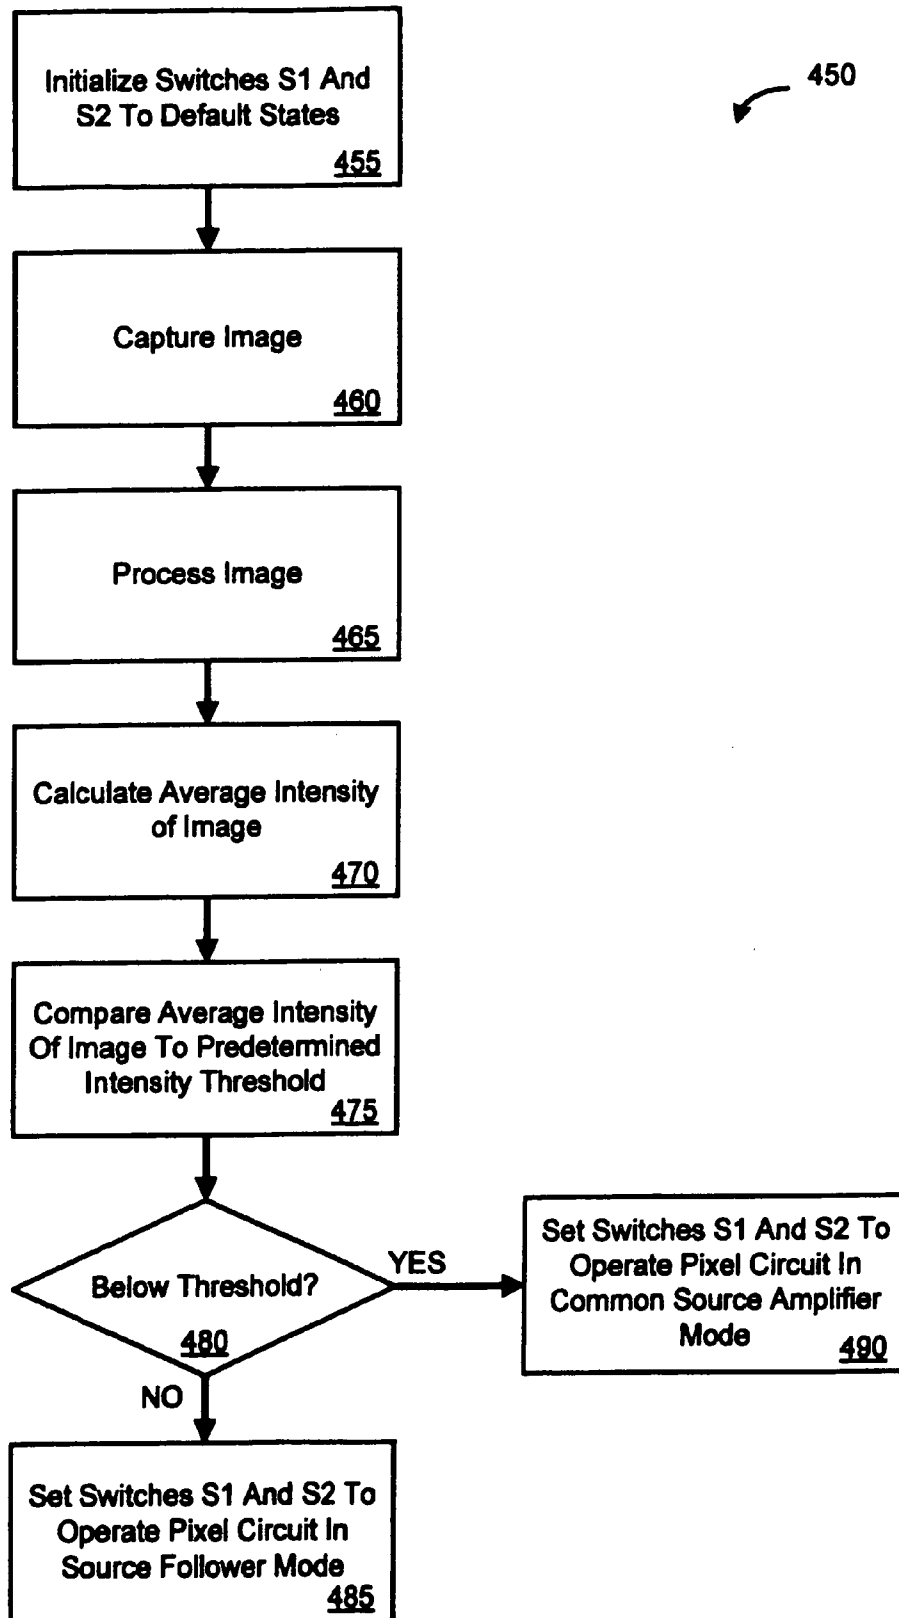 Initialize Switches S1 And
S2 To Default States
455
450
Capture Image
460
Process Image
465
Calculate Average Intensity
of Image
470
Compare Average Intensity
Of Image To Predetermined
Intensity Threshold
475
Below Threshold?
480
YES
Set Switches S1 And S2 To
Operate Pixel Circuit In
Common Source Amplifier
Mode
490
NO
Set Switches S1 And S2 To
Operate Pixel Circuit In
Source Follower Mode
485